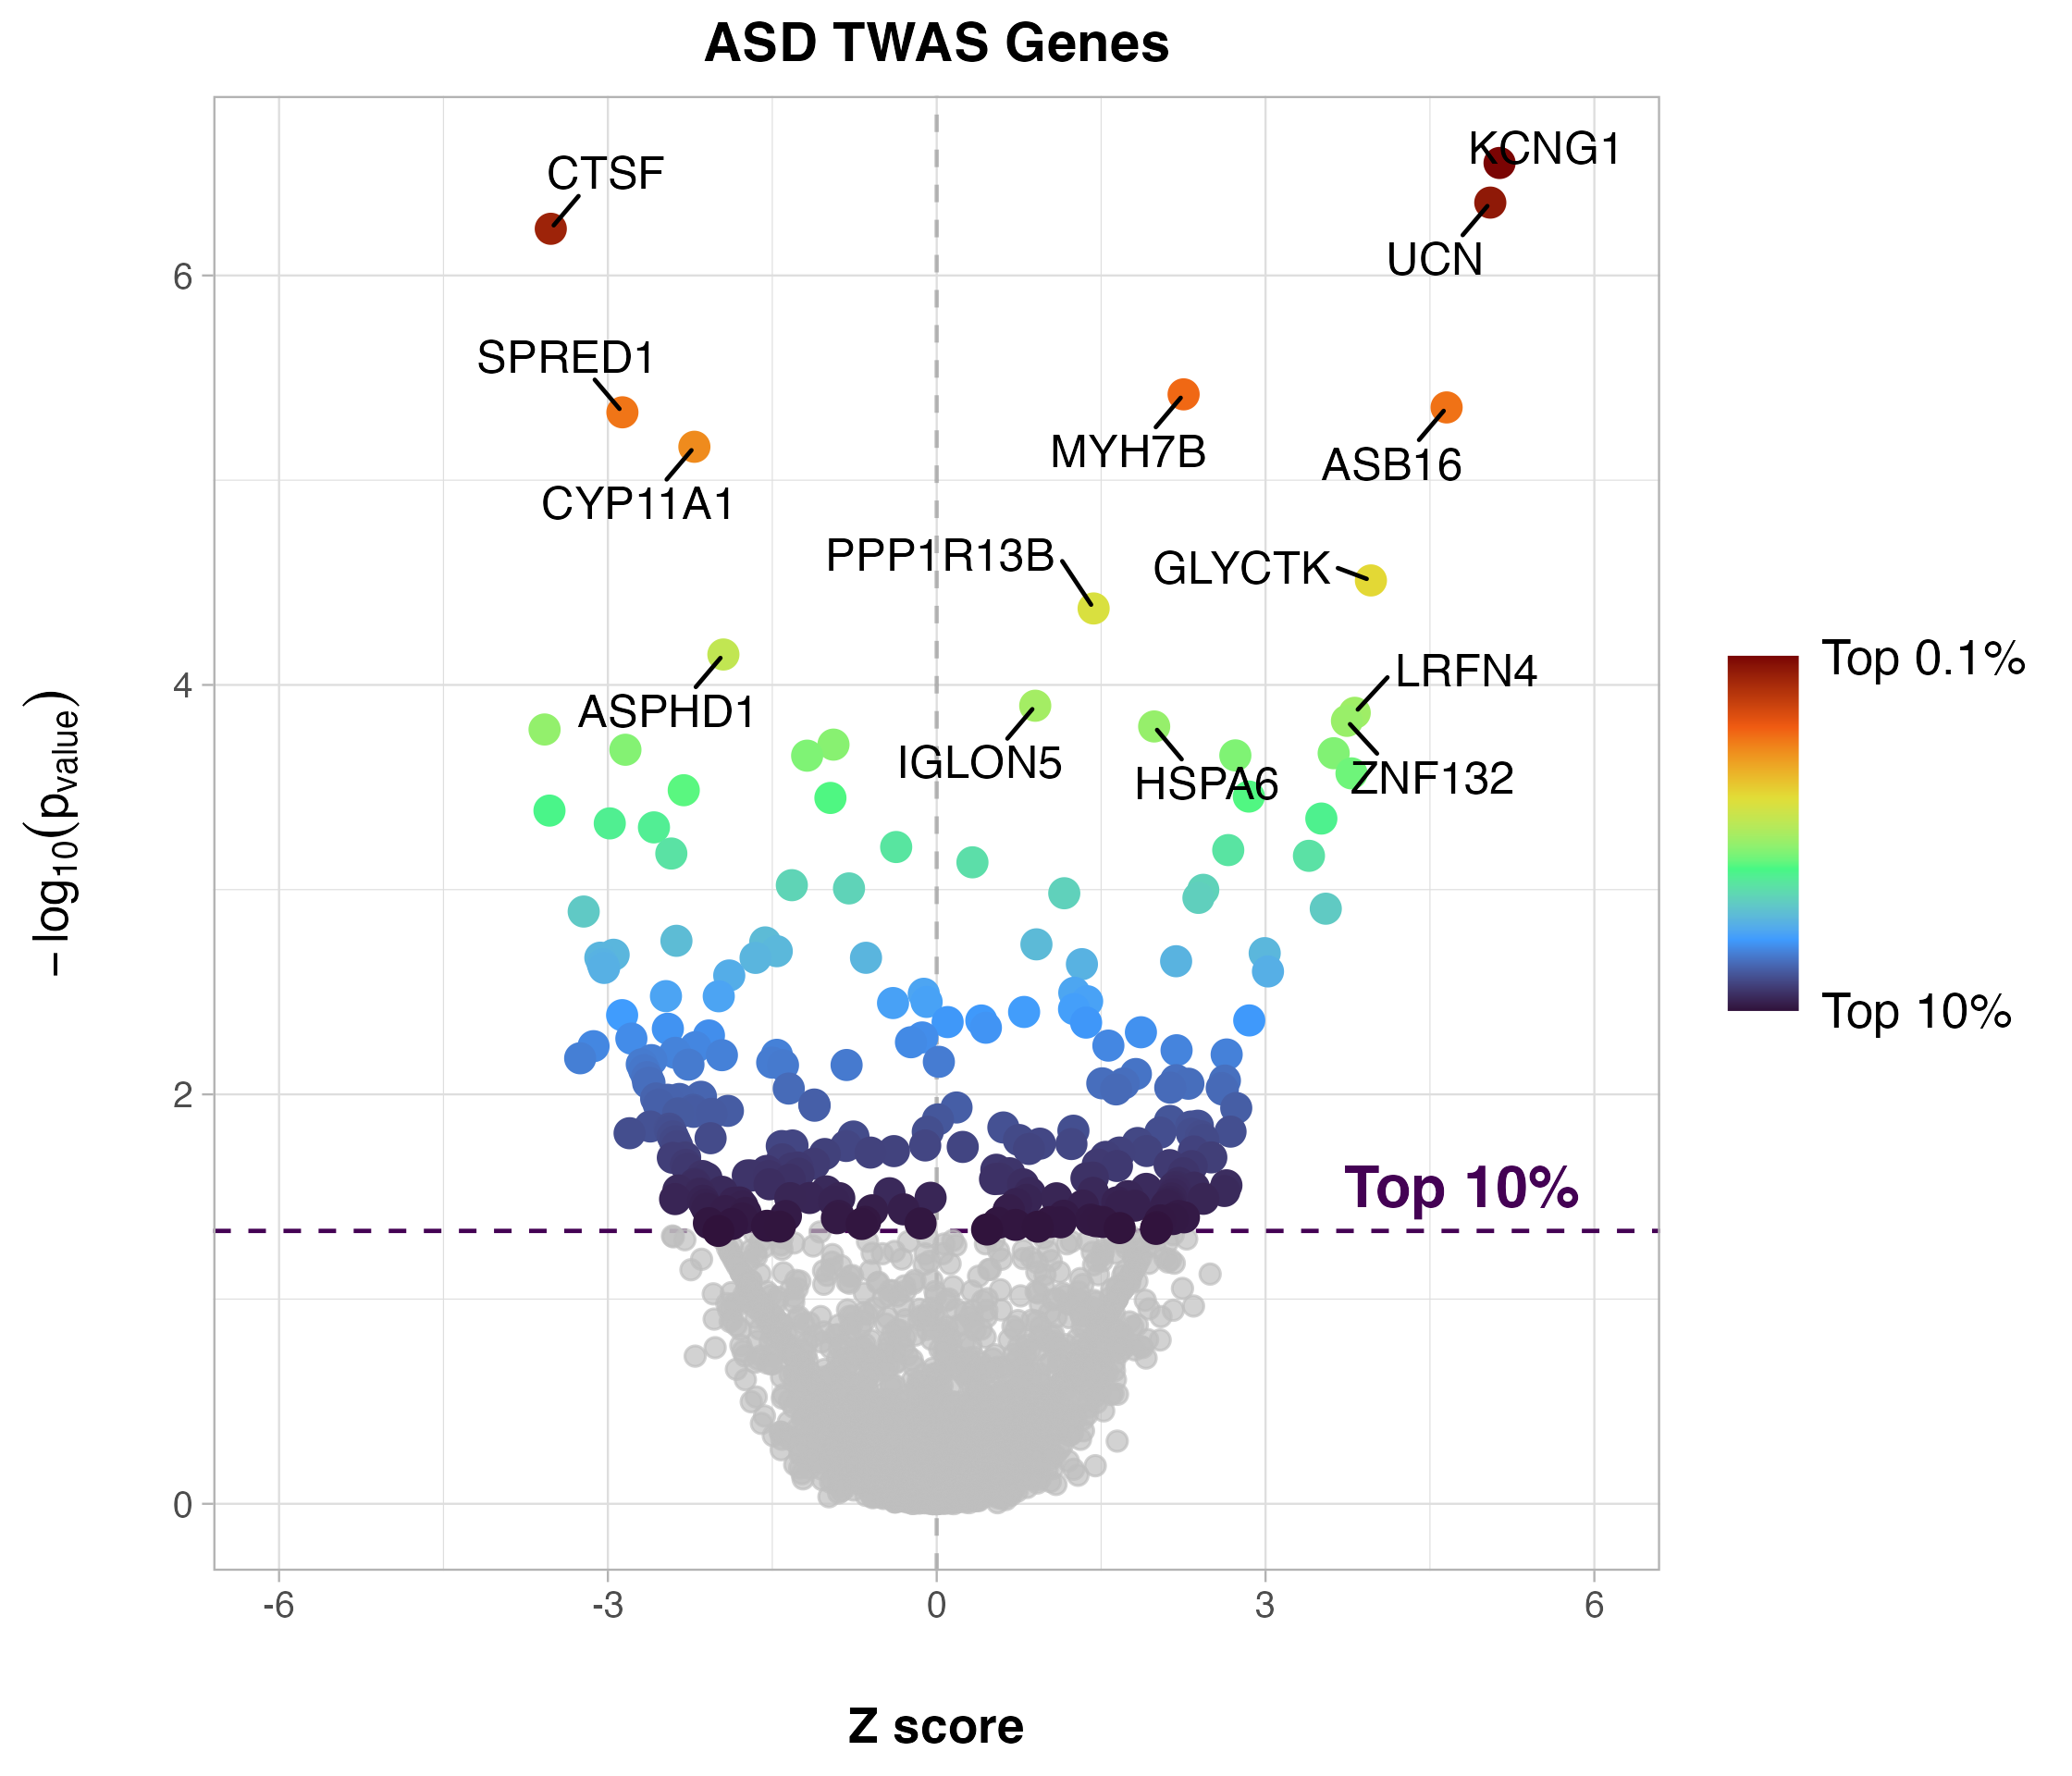 ASD TWAS Genes
KCNG1
CTSF
UCN
6
SPRED1
MYH7B
ASB16
CYP11A1
PPP1R13B
GLYCTK
LRFN4
Top 0.1%
4
ASPHD1
IGLON5
HSPA6
ZNF132
−log10(pvalue)
Top 10%
2
Top 10%
0
-6 -3 0 3 6
Z score